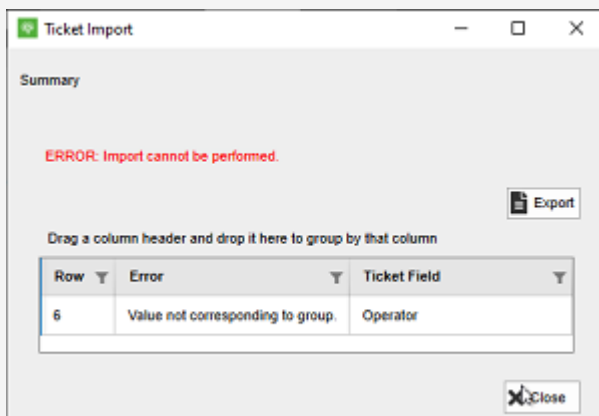 Ticket Import
Summary
ERROR: Import cannot be performed.
Export
Drag a column header and drop it here to group by that column
Row Error Ticket Field
6 Value not corresponding to group. Operator
Close